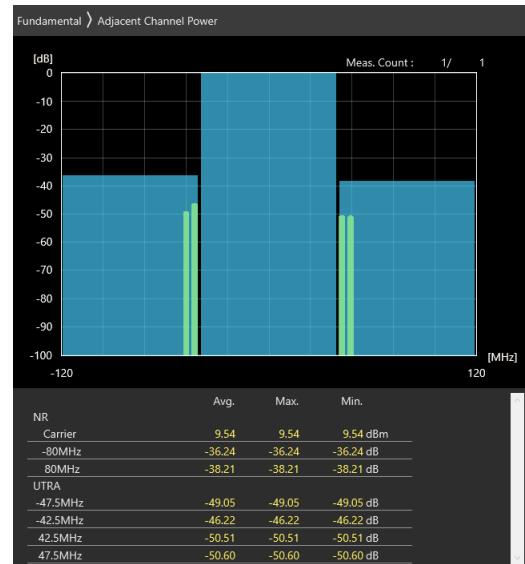 Fundamental 〉 Adjacent Channel Power
[dB]
Meas. Count : 1/ 1
0
-10
-20
-30
-40
-50
-60
-70
-80
-90
-100
[MHz]
-120 120
Avg. Max. Min.
NR
Carrier 9.54 9.54 9.54 dBm
-80MHz -36.24 -36.24 -36.24 dB
80MHz -38.21 -38.21 -38.21 dB
UTRA
-47.5MHz -49.05 -49.05 -49.05 dB
-42.5MHz -46.22 -46.22 -46.22 dB
42.5MHz -50.51 -50.51 -50.51 dB
47.5MHz -50.60 -50.60 -50.60 dB